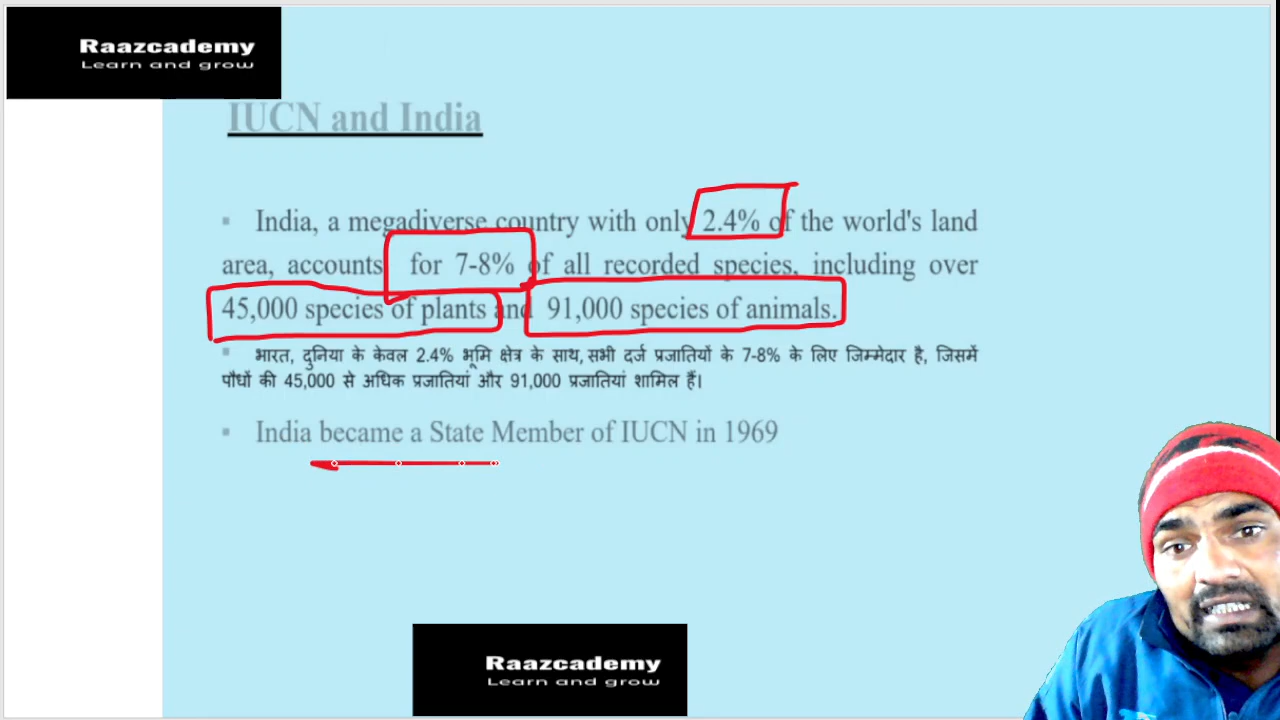 Raazcademy
Learn and grow
IUCN and India
India, a megadiverse country with only 2.4% of the world's land
area, accounts for 7-8% of all recorded species, including over
45,000 species of plants and 91,000 species of animals.
भारत, दुनिया के केवल 2.4% भूमि क्षेत्र के साथ, सभी दर्ज प्रजातियों के 7-8% के लिए जिम्मेदार है, जिसमें
पौधों की 45,000 से अधिक प्रजातियां और 91,000 प्रजातियां शामिल हैं।
India became a State Member of IUCN in 1969
Raazcademy
Learn and grow